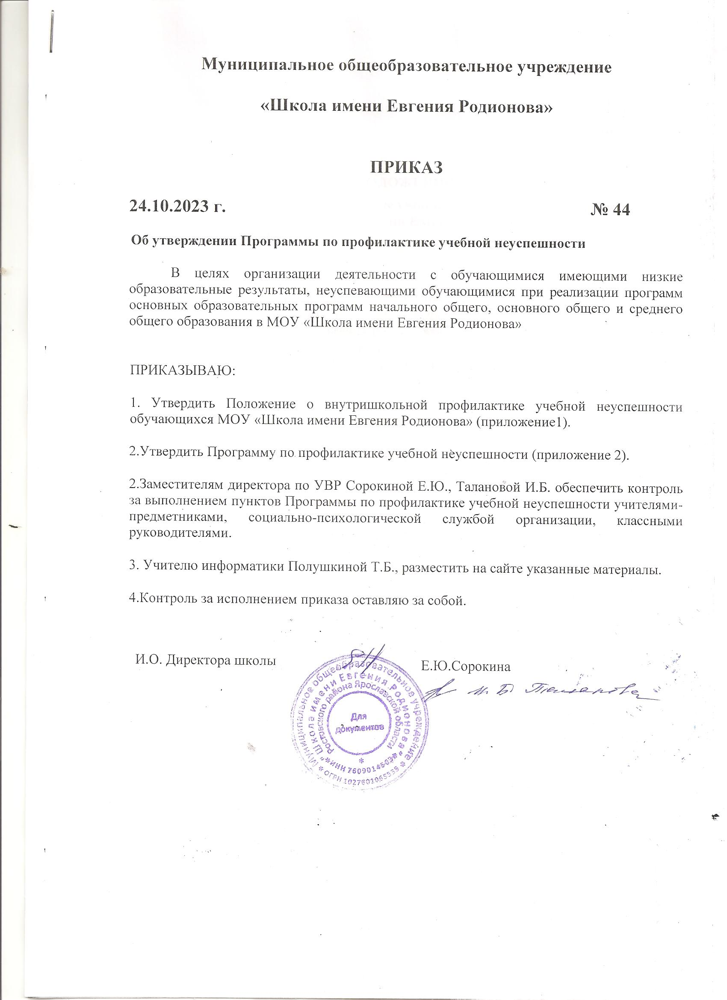 Муниципальное общеобразовательное учреждение
«Школа имени Евгения Родионова»
ПРИКАЗ
24.10.2023 г. № 44
Об утверждении Программы по профилактике учебной неуспешности
В целях организации деятельности с обучающимися имеющими низкие
образовательные результаты, неуспевающими обучающимися при реализации программ
основных образовательных программ начального общего, основного общего и среднего
общего образования в МОУ «Школа имени Евгения Родионова»
ПРИКАЗЫВАЮ:
1. Утвердить Положение о внутришкольной профилактике учебной неуспешности
обучающихся МОУ «Школа имени Евгения Родионова» (приложение1).
2.Утвердить Программу по профилактике учебной неуспешности (приложение 2).
2.Заместителям директора по УВР Сорокиной Е.Ю., Талановой И.Б. обеспечить контроль
за выполнением пунктов Программы по профилактике учебной неуспешности учителями-
предметниками, социально-психологической службой организации, классными
руководителями.
3. Учителю информатики Полушкиной Т.Б., разместить на сайте указанные материалы.
4.Контроль за исполнением приказа оставляю за собой.
И.О. Директора школы Е.Ю.Сорокина
И.Б Таланова
Муниципальное общеобразовательное учреждение
"Школа имени Евгения Родионова"
Ростовского района Ярославской области
Для
документов
* ИНН
* ОГРН